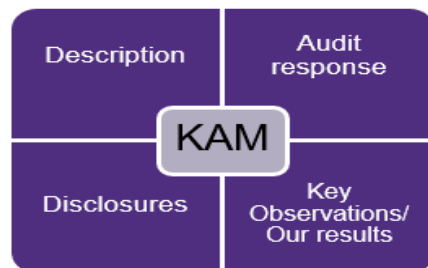 Description
Audit
response
KAM
Disclosures
Key
Observations/
Our results